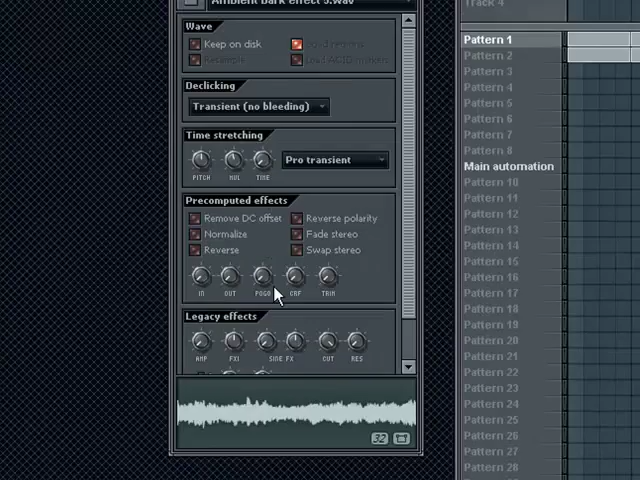 Ambient dark effect 5.wav
Wave
Keep on disk
Resample
Load ACID markers
Declicking
Transient (no bleeding)
Time stretching
PITCH MUL TIME
Pro transient
Precomputed effects
Remove DC offset
Reverse polarity
Normalize
Fade stereo
Reverse
Swap stereo
IN OUT POGO CRF TRIM
Legacy effects
AMP FX1 SINE FX CUT RES
32
Track 4
Pattern 1
Pattern 2
Pattern 3
Pattern 4
Pattern 5
Pattern 6
Pattern 7
Pattern 8
Main automation
Pattern 10
Pattern 11
Pattern 12
Pattern 13
Pattern 14
Pattern 15
Pattern 16
Pattern 17
Pattern 18
Pattern 19
Pattern 20
Pattern 21
Pattern 22
Pattern 23
Pattern 24
Pattern 25
Pattern 26
Pattern 27
Pattern 28